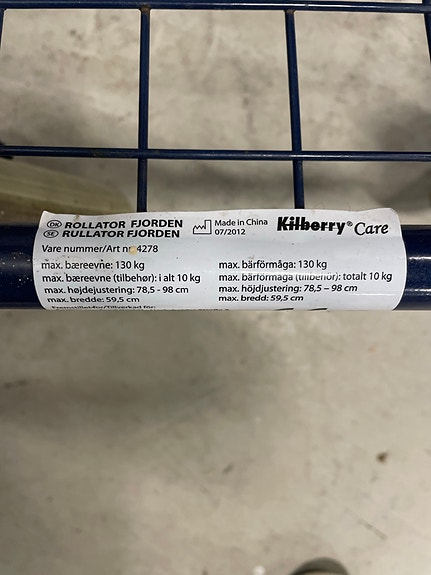 DK ROLLATOR FJORDEN
SE RULLATOR FJORDEN
Made in China
07/2012
Kilberry® Care
Vare nummer/Art nr 4278
max. bæreevne: 130 kg
max. bæreevne (tilbehør): i alt 10 kg
max. højdejustering: 78,5 - 98 cm
max. bredde: 59,5 cm
max. bärförmåga: 130 kg
max. bärförmåga (tillbehör): totalt 10 kg
max. höjdjustering: 78,5 – 98 cm
max. bredd: 59,5 cm